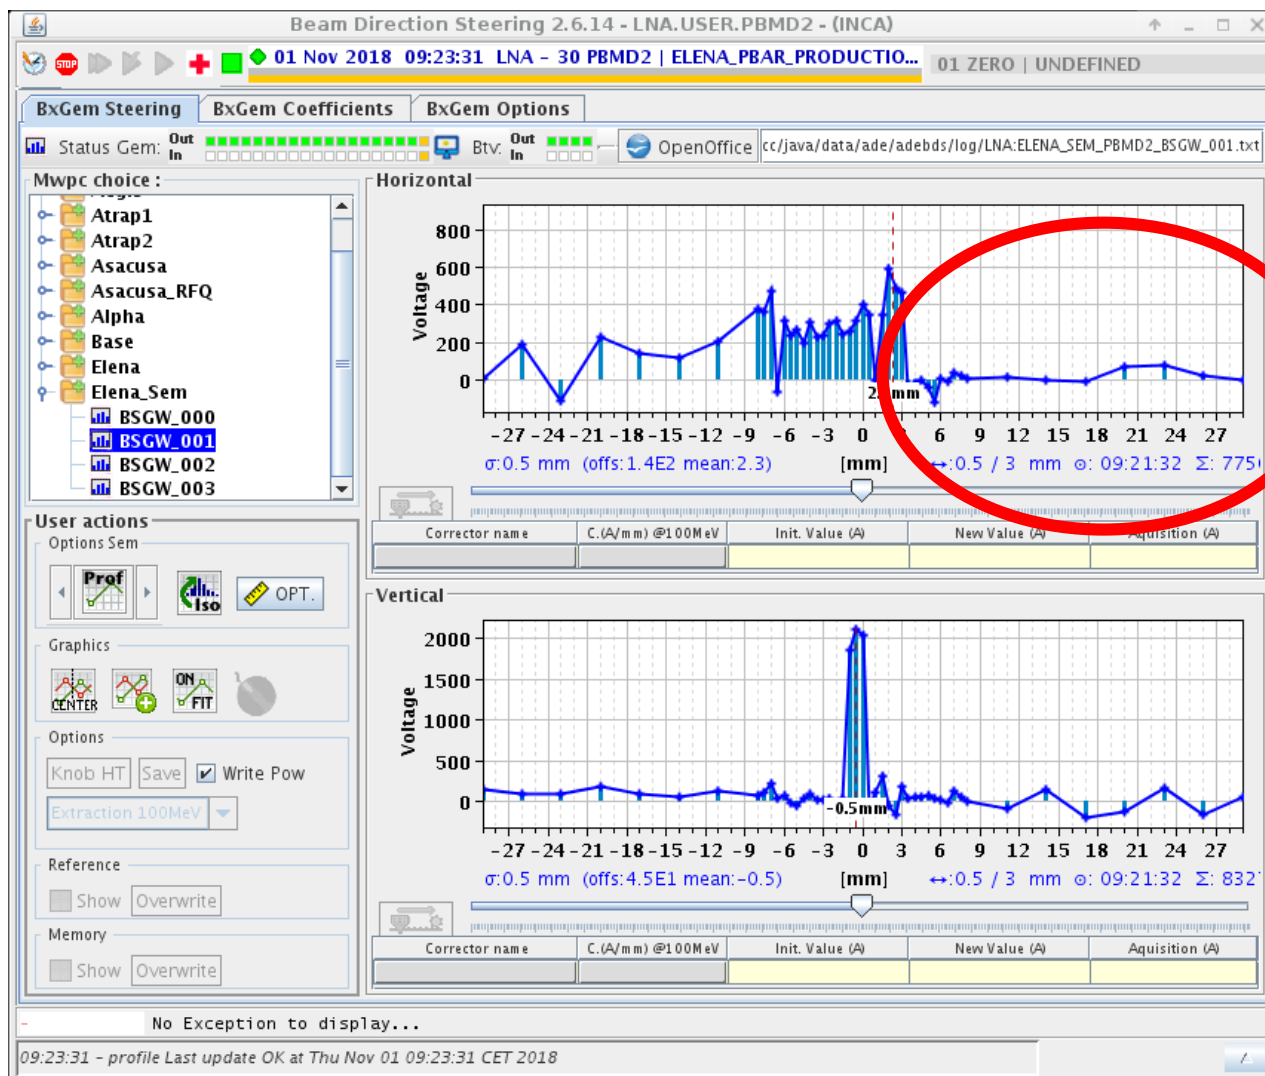 Beam Direction Steering 2.6.14 - LNA.USER.PBMD2 - (INCA)
STOP
01 Nov 2018 09:23:31 LNA - 30 PBMD2 | ELENA_PBAR_PRODUCTIO...
01 ZERO | UNDEFINED
BxGem Steering BxGem Coefficients BxGem Options
Status Gem: Out In
Btv: Out In
OpenOffice
cc/java/data/ade/adebds/log/LNA:ELENA_SEM_PBMD2_BSGW_001.txt
Mwpc choice :
Atrap1
Atrap2
Asacusa
Asacusa_RFQ
Alpha
Base
Elena
Elena_Sem
BSGW_000
BSGW_001
BSGW_002
BSGW_003
User actions
Options Sem
Prof
Iso
OPT.
Graphics
CENTER
ON FIT
Options
Knob HT Save Write Pow
Extraction 100MeV
Reference
Show Overwrite
Memory
Show Overwrite
Horizontal
800
600
400
200
0
Voltage
mm
-27 -24 -21 -18 -15 -12 -9 -6 -3 0 3 6 9 12 15 18 21 24 27
σ:0.5 mm (offs:1.4E2 mean:2.3) [mm] ↔:0.5 / 3 mm ⊙: 09:21:32 Σ: 775
Corrector name C.(A/mm) @100MeV Init. Value (A) New Value (A) Aquisition (A)
Vertical
2000
1500
1000
500
0
Voltage
-0.5mm
-27 -24 -21 -18 -15 -12 -9 -6 -3 0 3 6 9 12 15 18 21 24 27
σ:0.5 mm (offs:4.5E1 mean:-0.5) [mm] ↔:0.5 / 3 mm ⊙: 09:21:32 Σ: 832
Corrector name C.(A/mm) @100MeV Init. Value (A) New Value (A) Aquisition (A)
- No Exception to display...
09:23:31 - profile Last update OK at Thu Nov 01 09:23:31 CET 2018